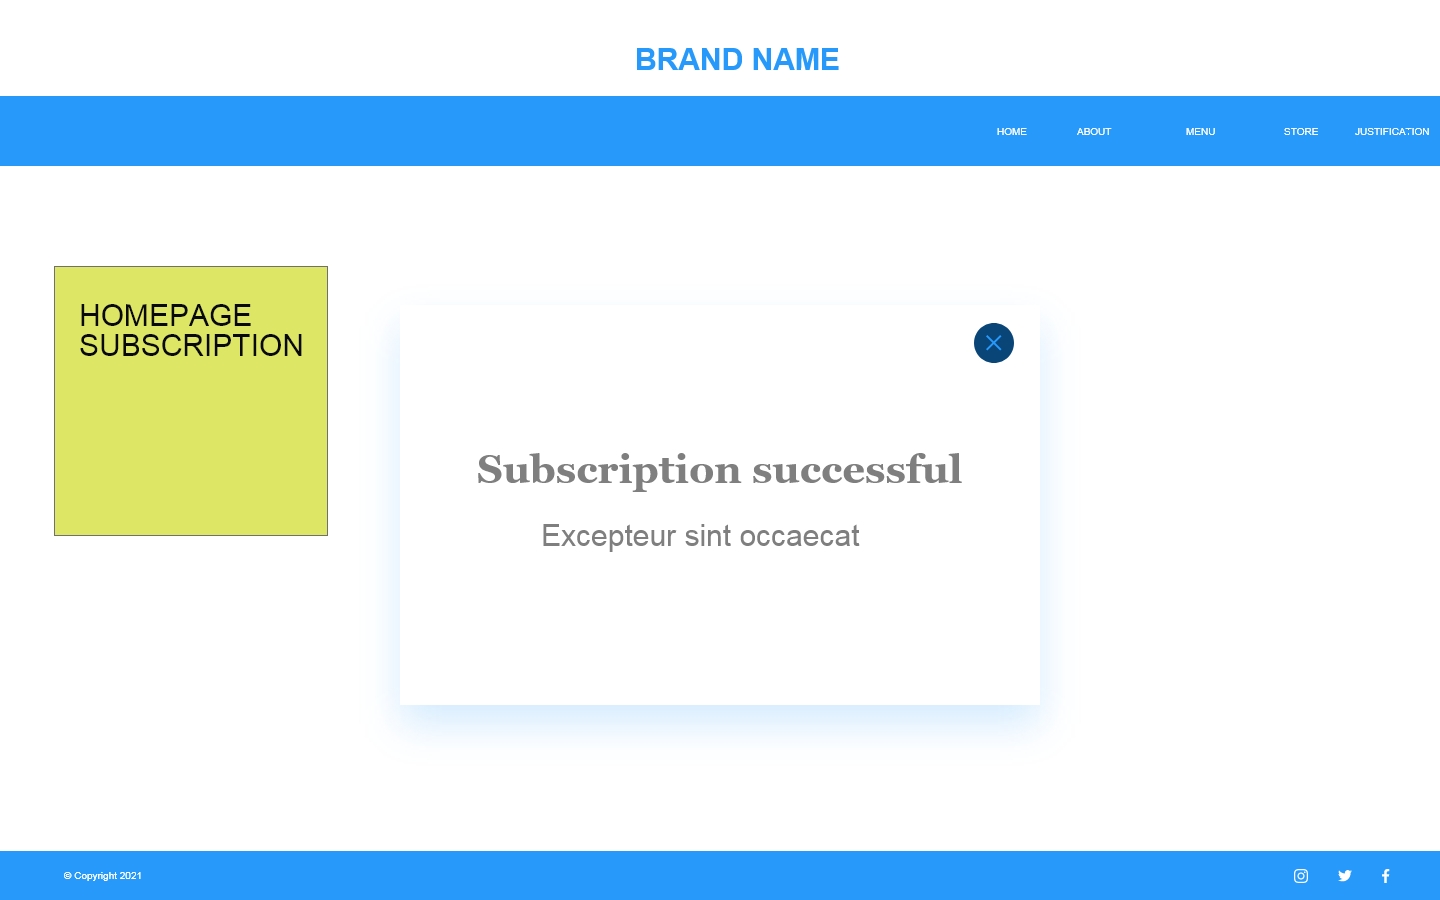 BRAND NAME
HOME ABOUT MENU STORE JUSTIFICATION
HOMEPAGE
SUBSCRIPTION
Subscription successful
Excepteur sint occaecat
© Copyright 2021